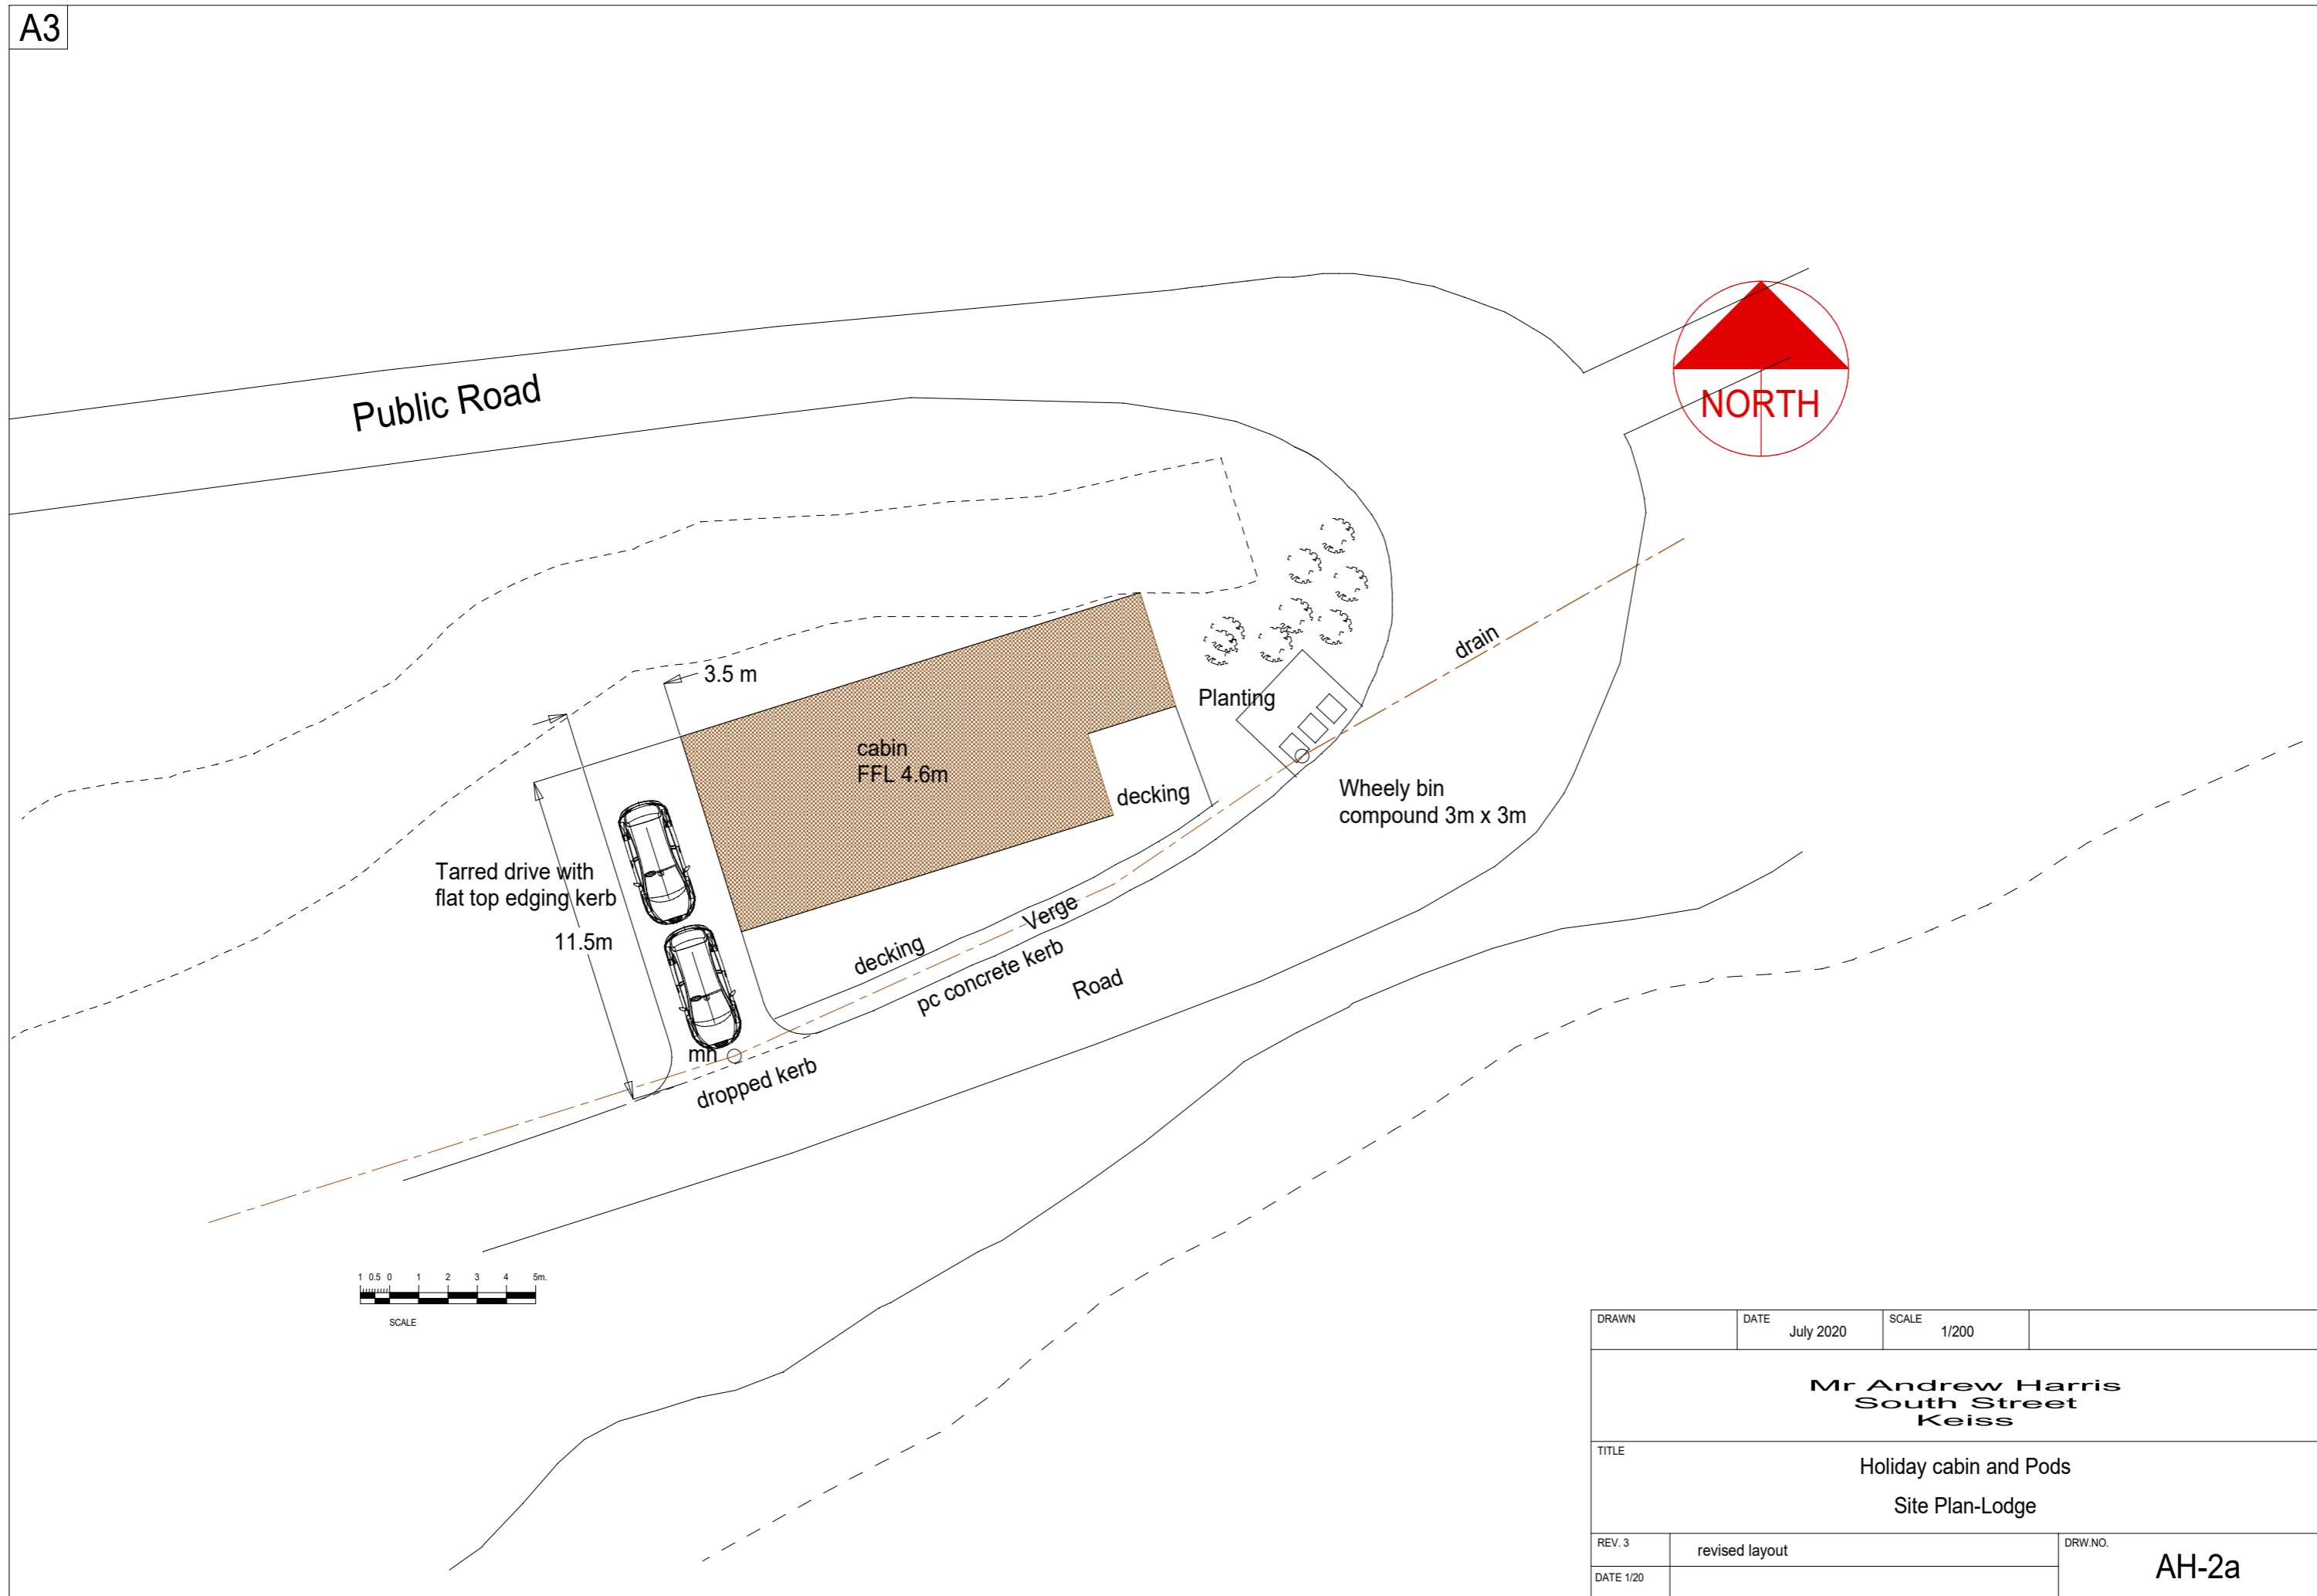 A3
Public Road
NORTH
3.5 m
drain
Planting
cabin
FFL 4.6m
decking
Wheely bin
compound 3m x 3m
Tarred drive with
flat top edging kerb
11.5m
Verge
decking
pc concrete kerb
Road
mh
dropped kerb
1 0.5 0 1 2 3 4 5m.
SCALE
DRAWN
DATE
July 2020
SCALE
1/200
Mr Andrew Harris
South Street
Keiss
TITLE
Holiday cabin and Pods
Site Plan-Lodge
REV. 3
revised layout
DRW.NO.
AH-2a
DATE 1/20